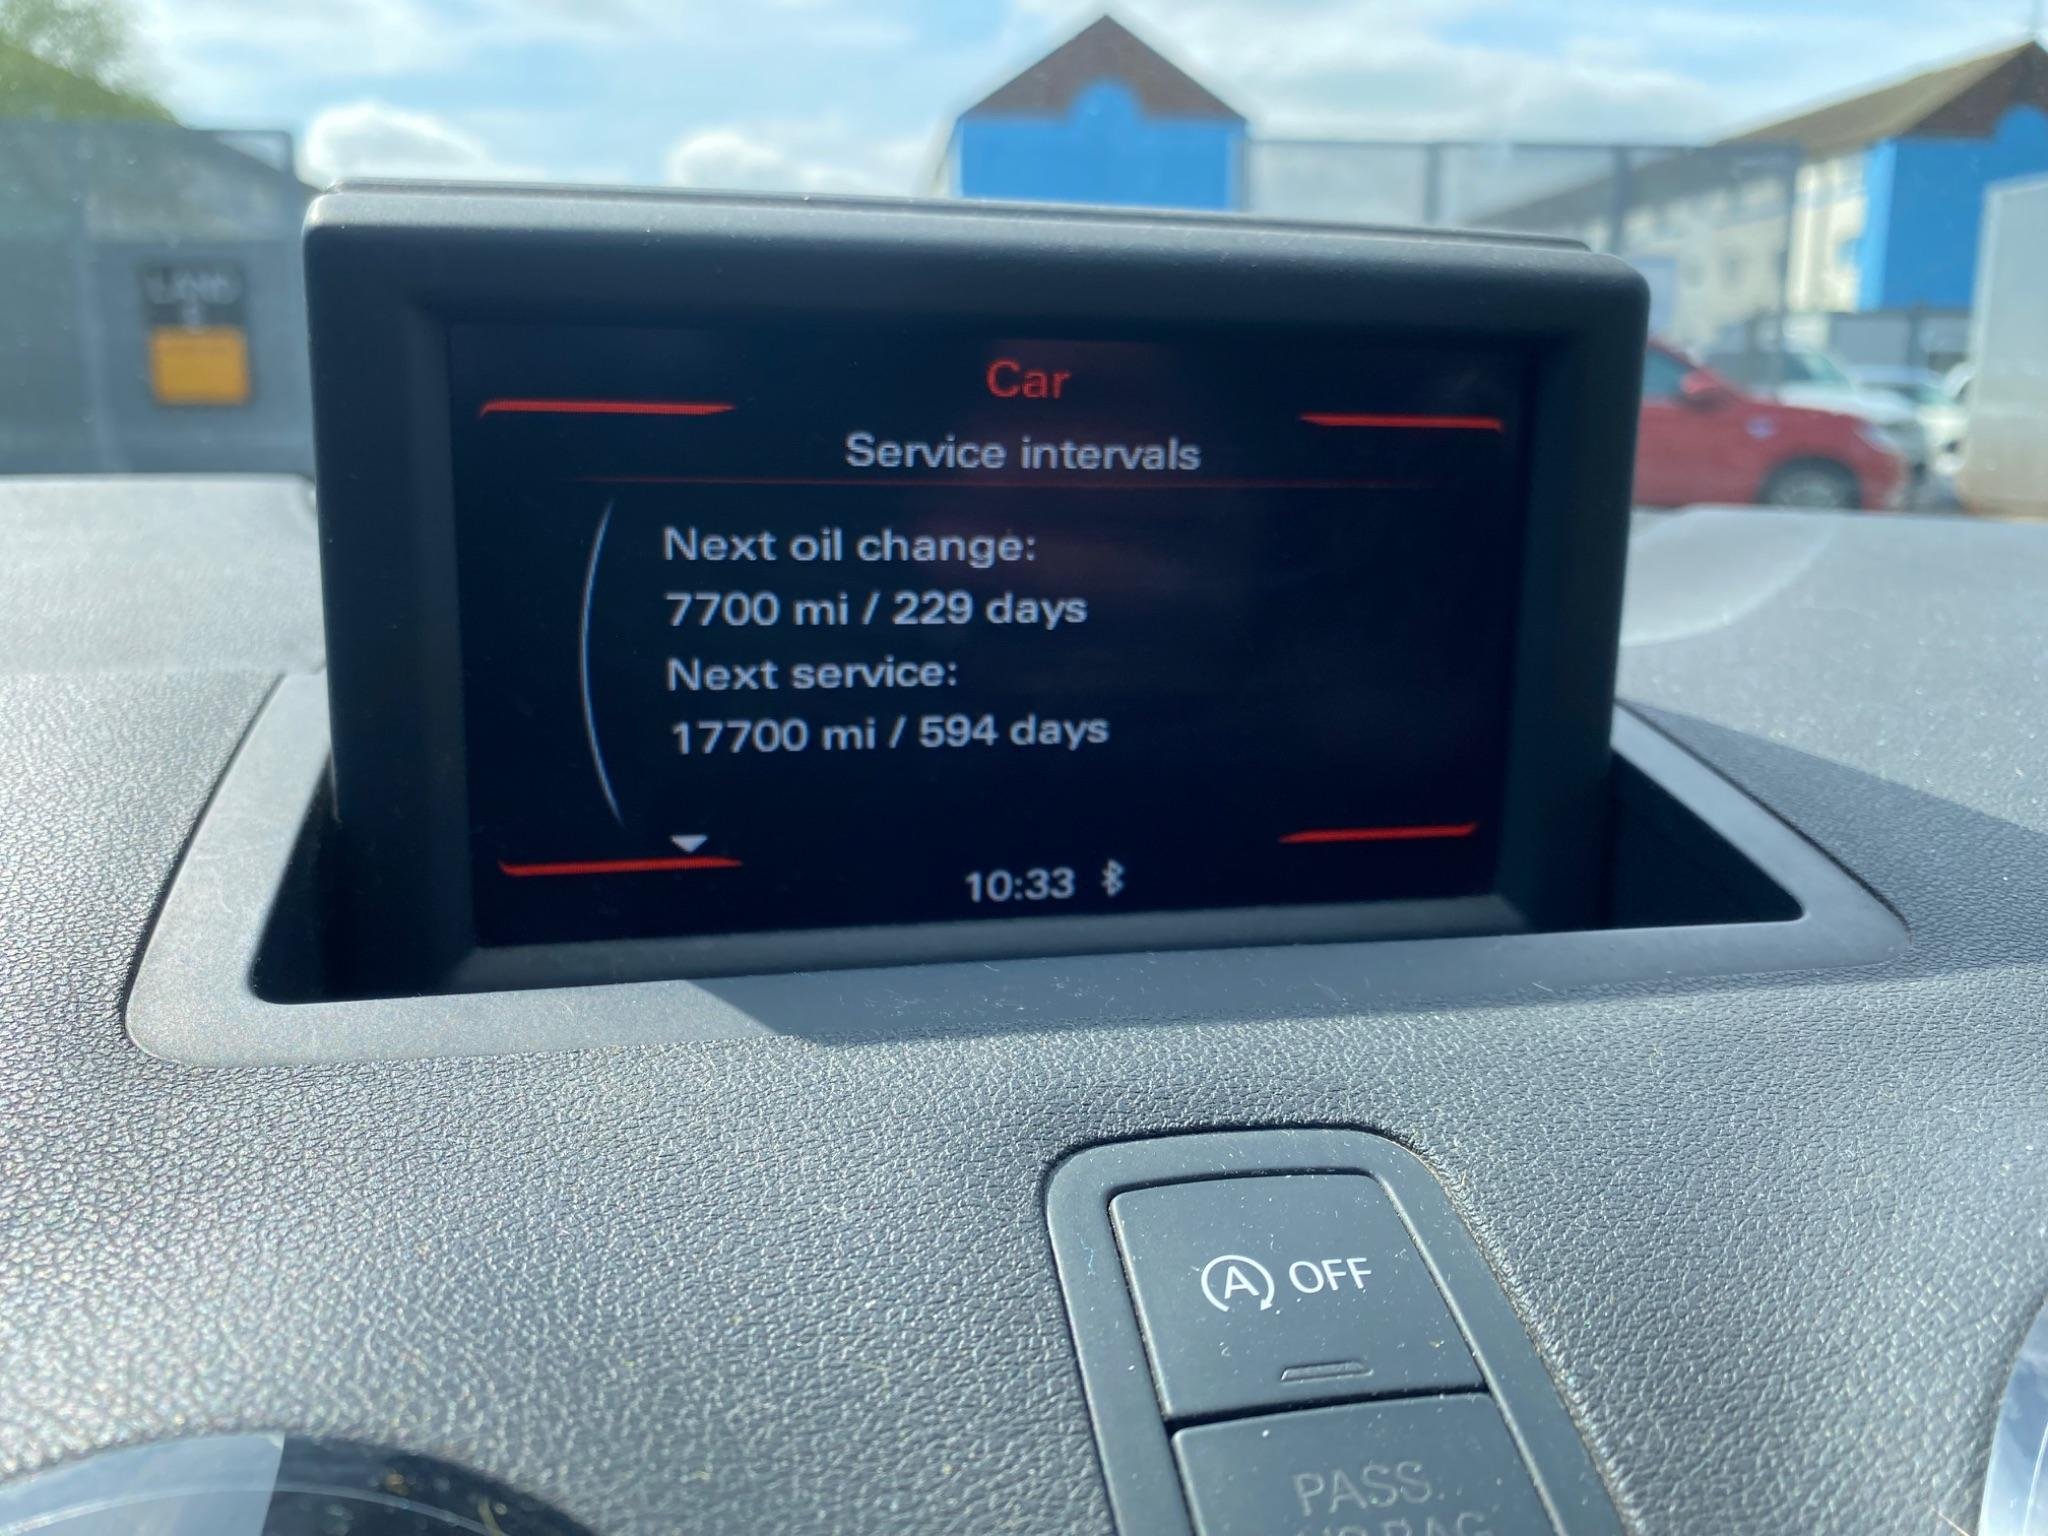 Car
Service intervals
Next oil change:
7700 mi / 229 days
Next service:
17700 mi / 594 days
10:33
A OFF
PASS